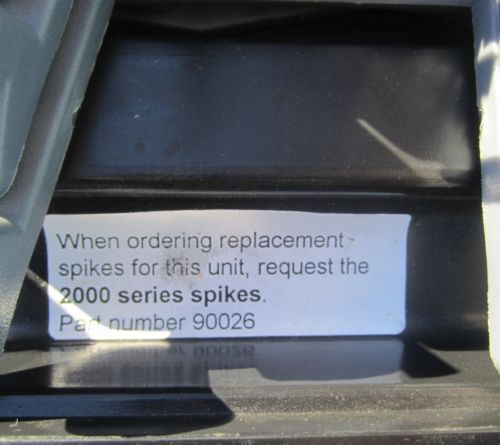 When ordering replacement
spikes for this unit, request the
2000 series spikes.
Part number 90026